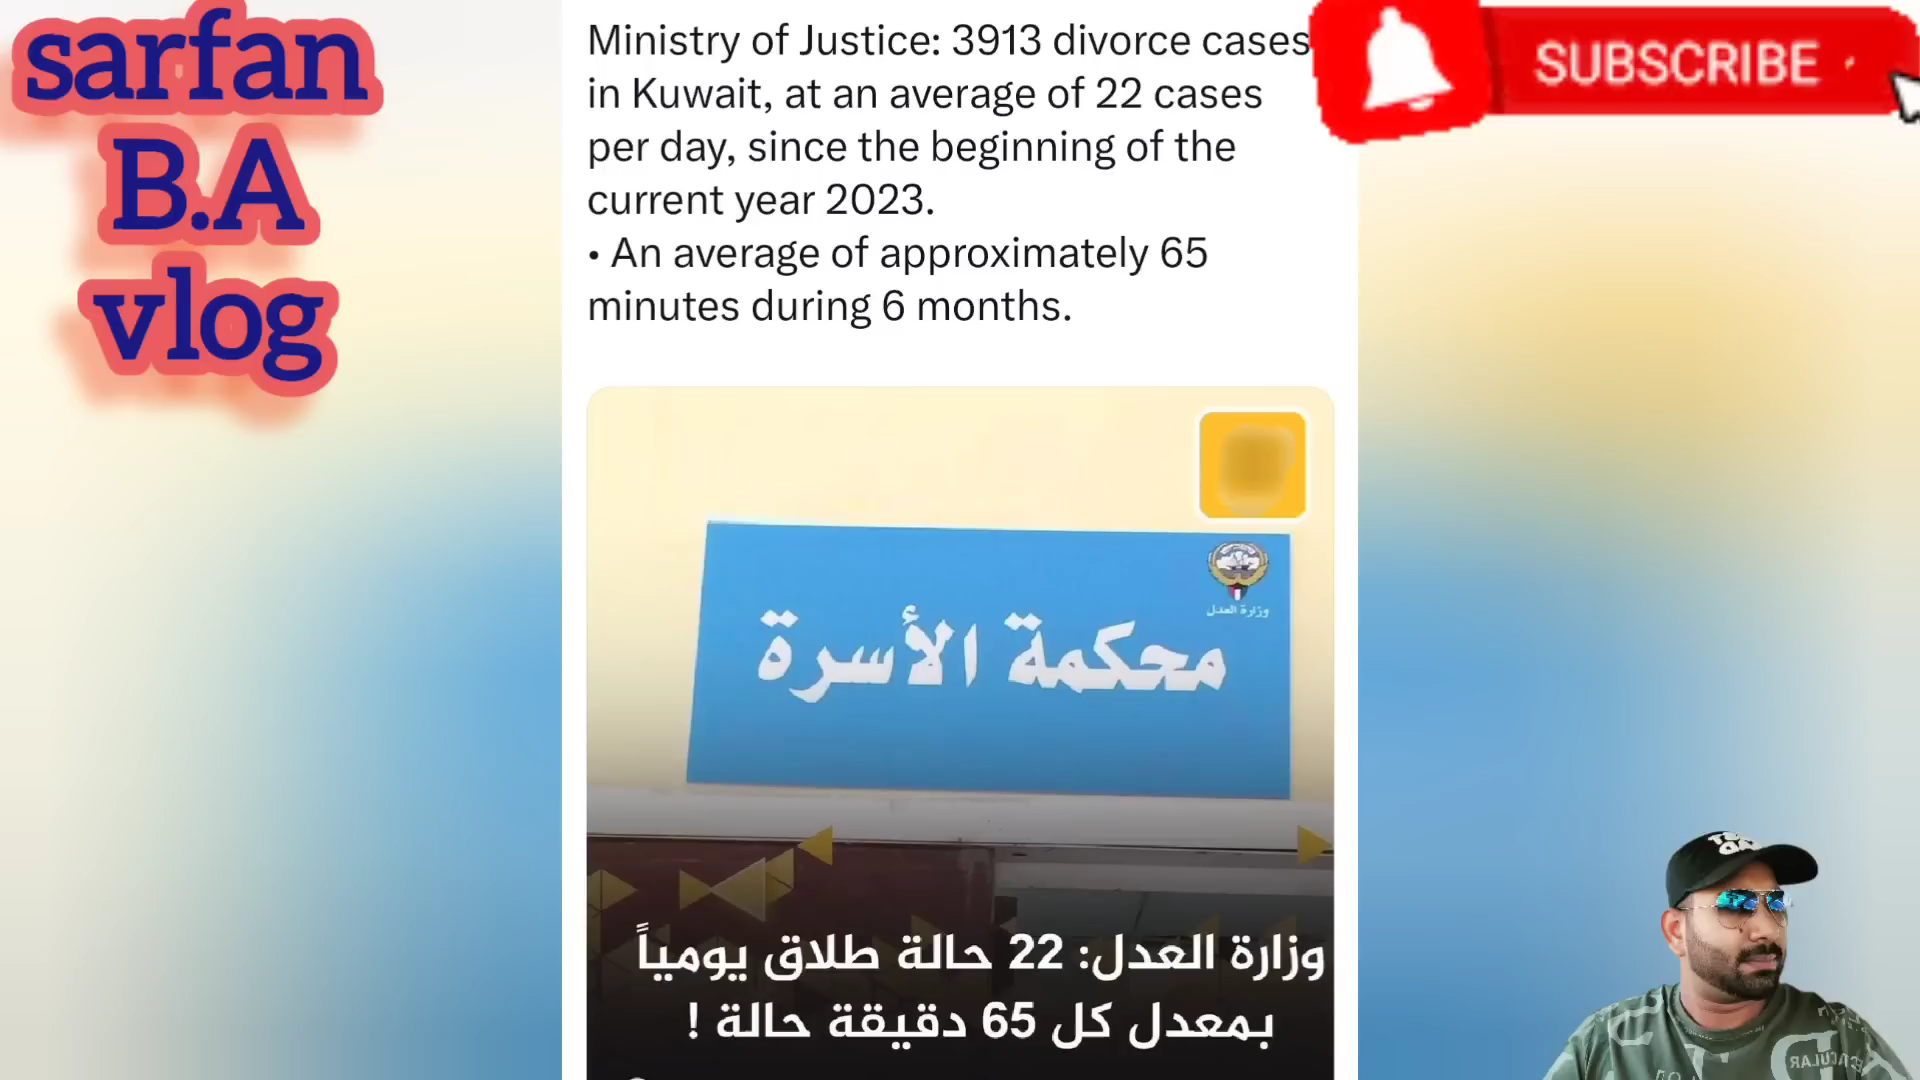 sarfan
B.A
vlog
Ministry of Justice: 3913 divorce cases
in Kuwait, at an average of 22 cases
per day, since the beginning of the
current year 2023.
• An average of approximately 65
minutes during 6 months.
SUBSCRIBE
وزارة العدل
محكمة الأسرة
وزارة العدل: 22 حالة طلاق يومياً
بمعدل كل 65 دقيقة حالة !